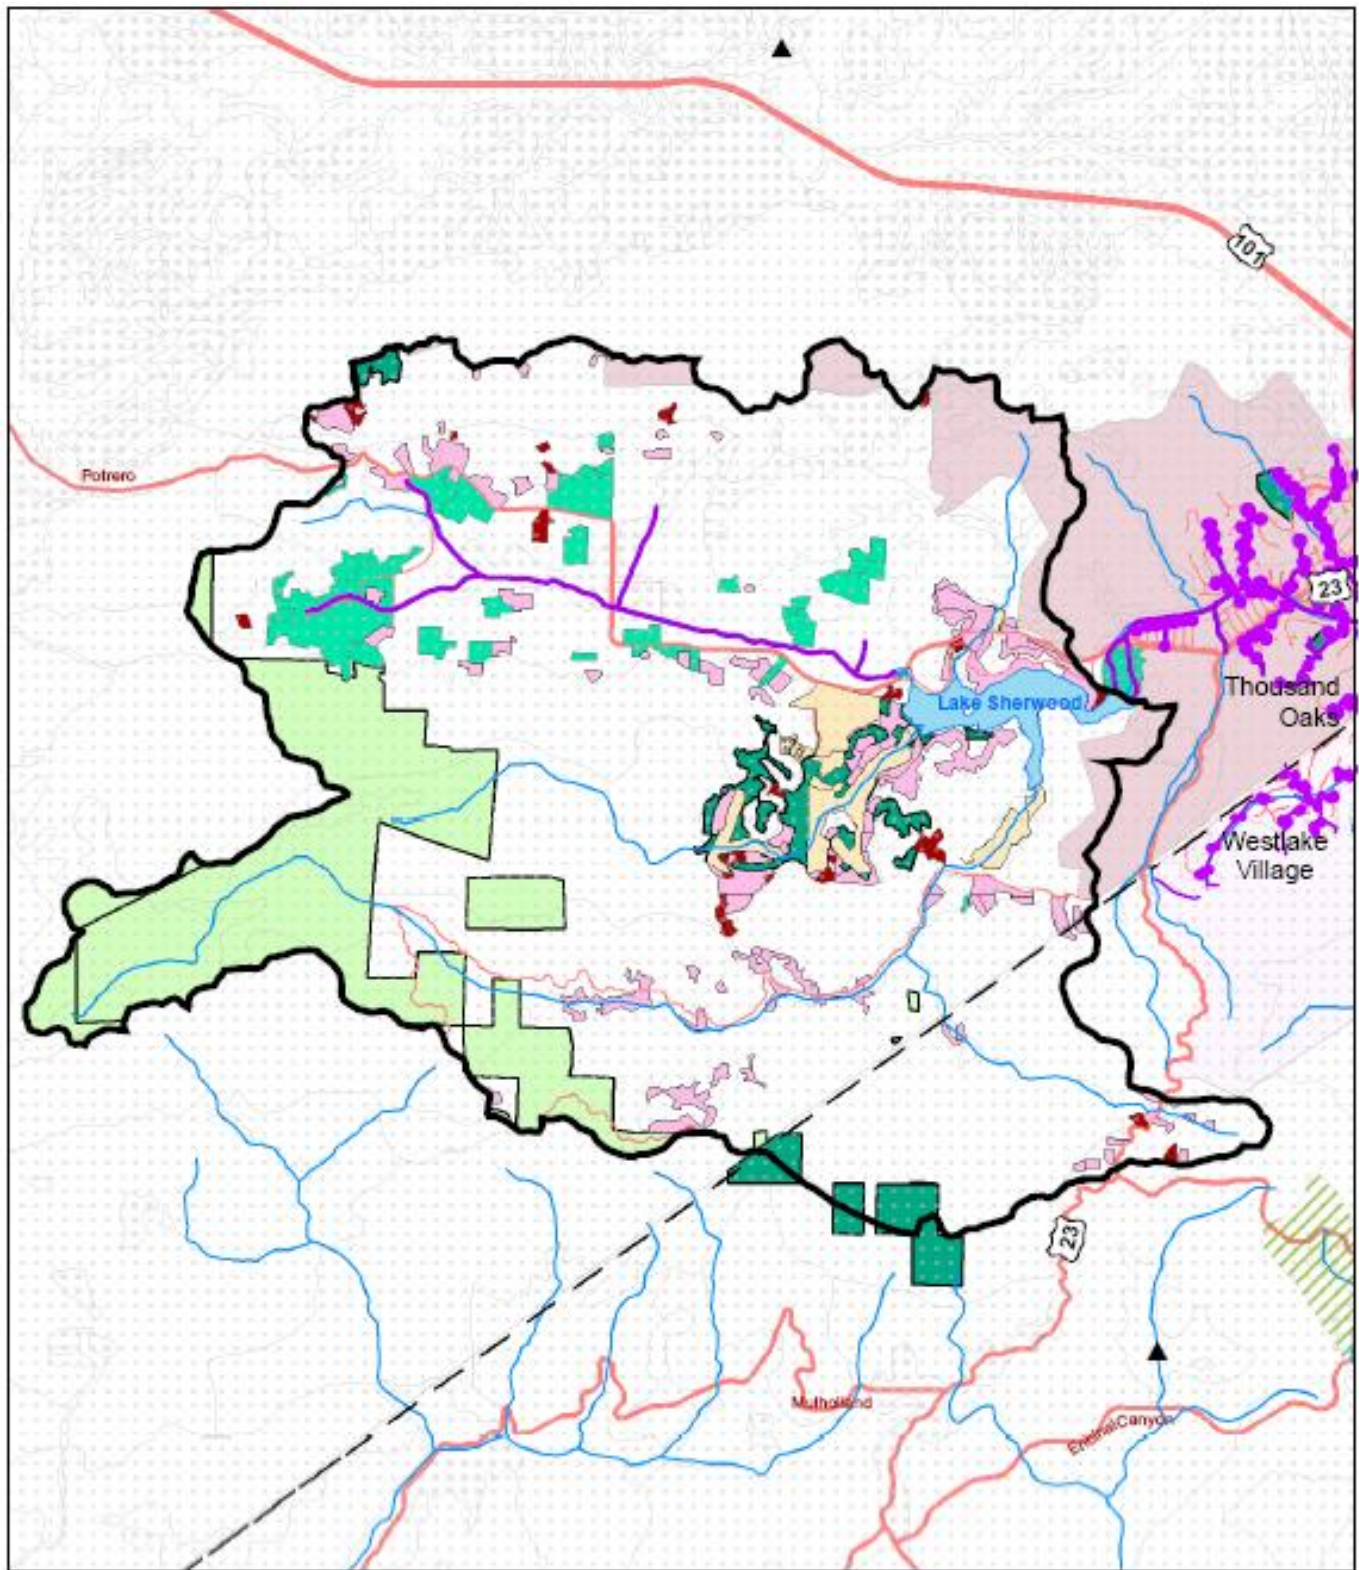 101
Potrero
23
Thousand
Oaks
Lake Sherwood
Westlake
Village
23
Mulholland
Encinal Canyon